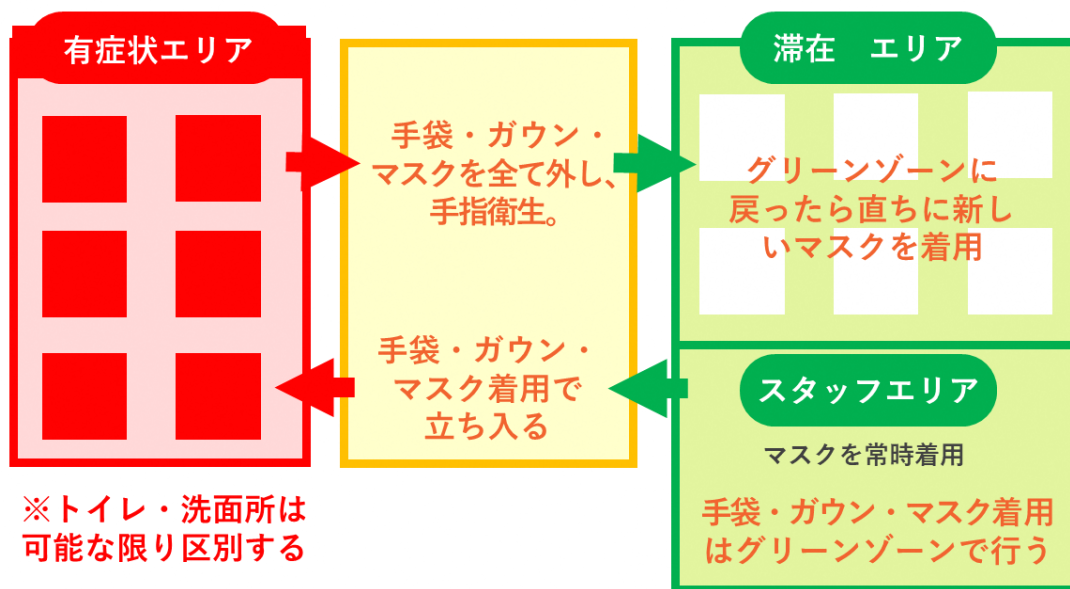 有症状エリア
手袋・ガウン・
マスクを全て外し、
手指衛生。
手袋・ガウン・
マスク着用で
立ち入る
滞在　エリア
グリーンゾーンに
戻ったら直ちに新し
いマスクを着用
スタッフエリア
マスクを常時着用
手袋・ガウン・マスク着用
はグリーンゾーンで行う
※トイレ・洗面所は
可能な限り区別する